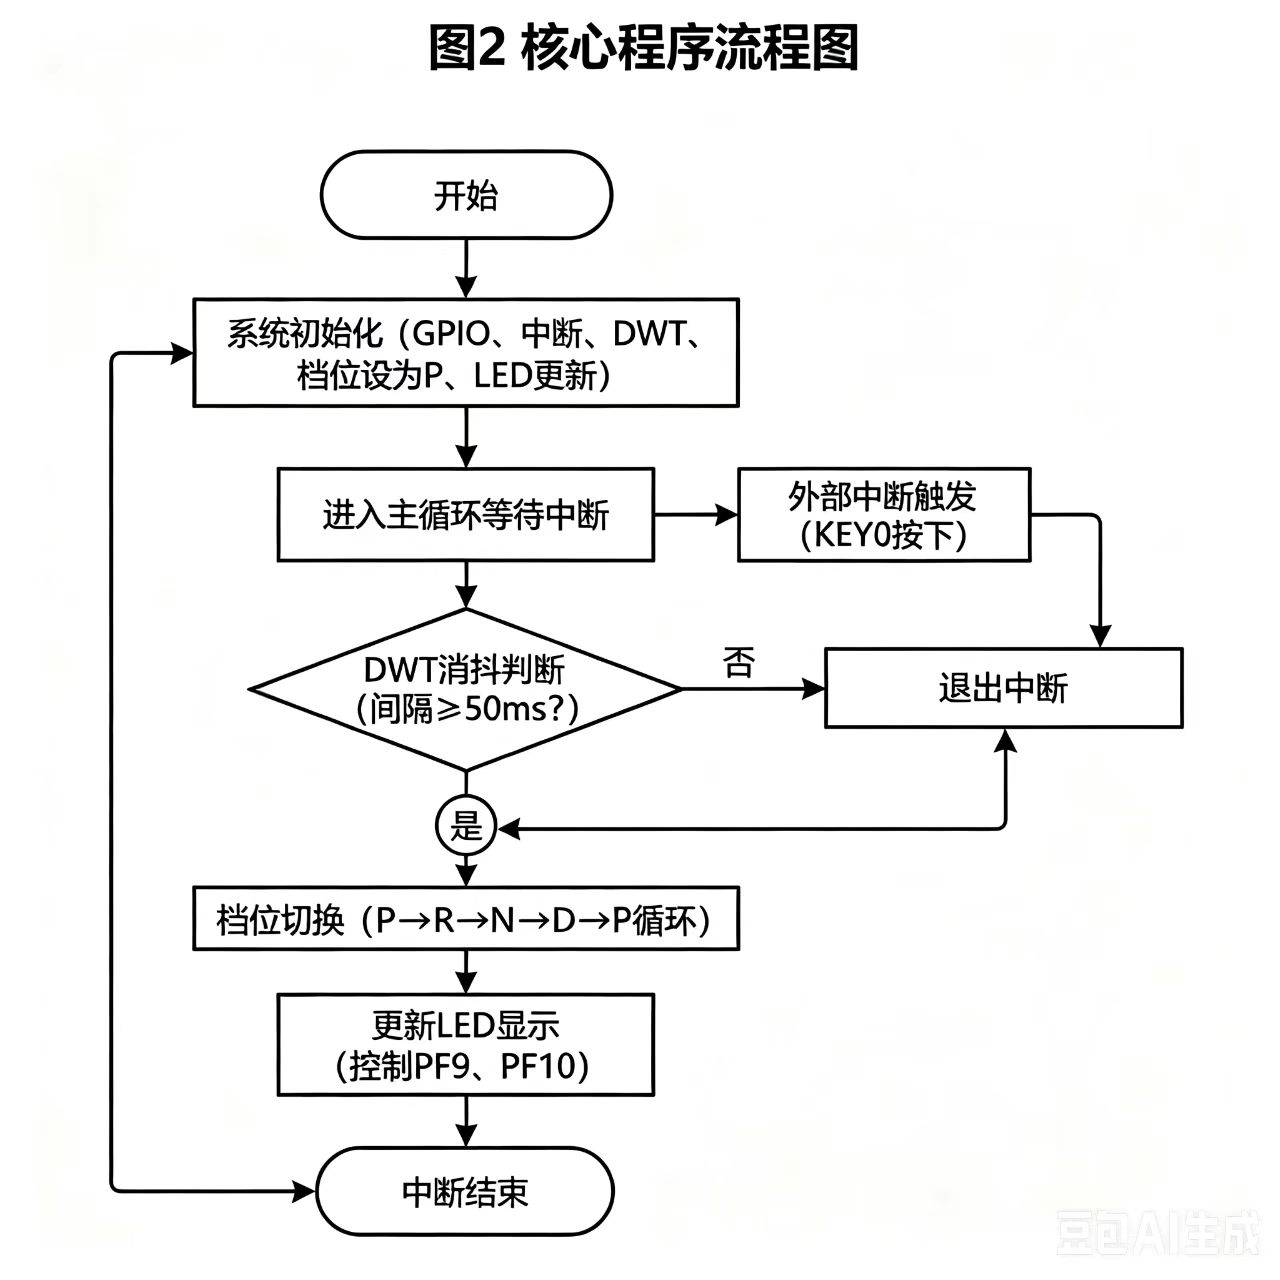 图2 核心程序流程图
开始
系统初始化（GPIO、中断、DWT、
档位设为P、LED更新）
进入主循环等待中断
外部中断触发
（KEY0按下）
DWT消抖判断
（间隔≥50ms?）
否
退出中断
是
档位切换（P→R→N→D→P循环）
更新LED显示
（控制PF9、PF10）
中断结束
豆包AI生成